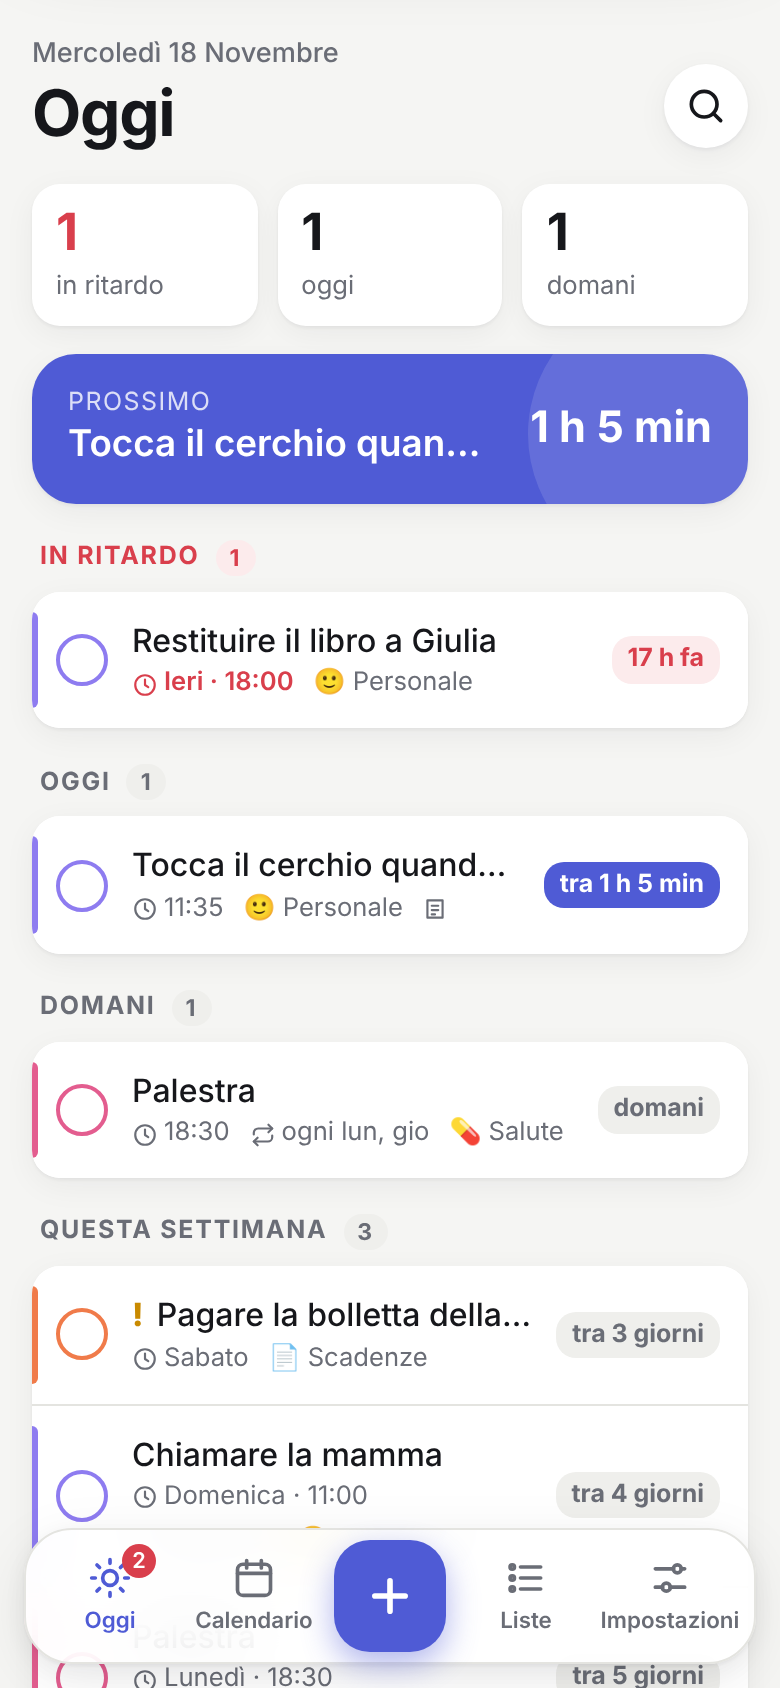 Mercoledì 18 Novembre
Oggi
1
in ritardo
1
oggi
1
domani
PROSSIMO
Tocca il cerchio quan...
1 h 5 min
IN RITARDO 1
Restituire il libro a Giulia
Ieri · 18:00 Personale
17 h fa
OGGI 1
Tocca il cerchio quand...
11:35 Personale
tra 1 h 5 min
DOMANI 1
Palestra
18:30 ogni lun, gio Salute
domani
QUESTA SETTIMANA 3
! Pagare la bolletta della...
Sabato Scadenze
tra 3 giorni
Chiamare la mamma
Domenica · 11:00
tra 4 giorni
2
Oggi
Calendario
Liste
Impostazioni
Palestra
Lunedì · 18:30
tra 5 giorni